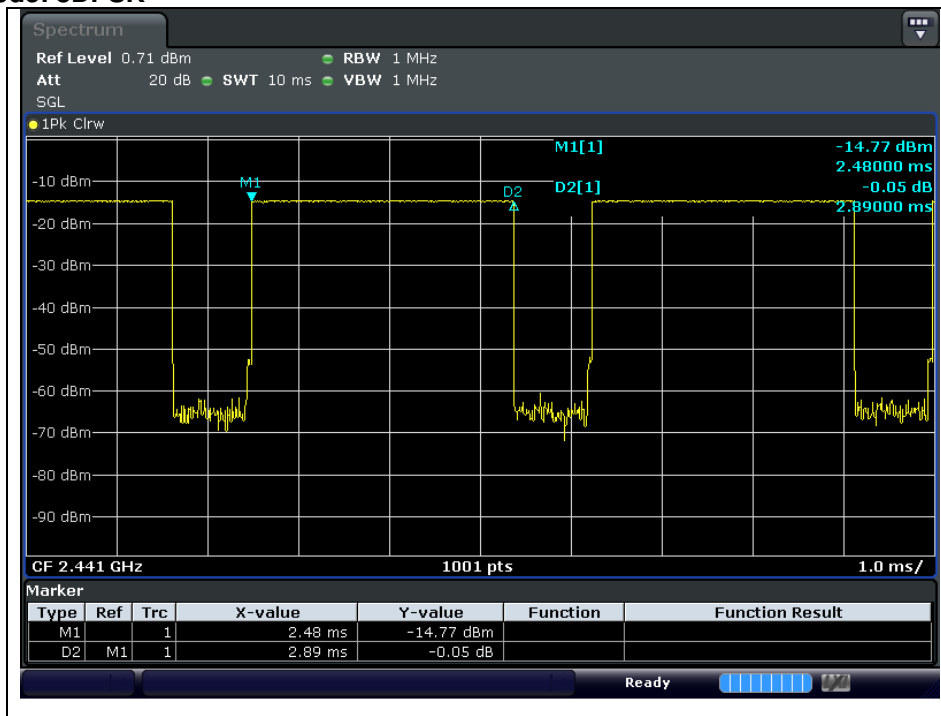 Spectrum
Ref Level 0.71 dBm RBW 1 MHz
Att 20 dB SWT 10 ms VBW 1 MHz
SGL
1Pk Clrw
M1[1] -14.77 dBm
2.48000 ms
-10 dBm M1 D2 D2[1] -0.05 dB
2.89000 ms
-20 dBm
-30 dBm
-40 dBm
-50 dBm
-60 dBm
-70 dBm
-80 dBm
-90 dBm
CF 2.441 GHz 1001 pts 1.0 ms/
Marker
Type Ref Trc X-value Y-value Function Function Result
M1 1 2.48 ms -14.77 dBm
D2 M1 1 2.89 ms -0.05 dB
Ready